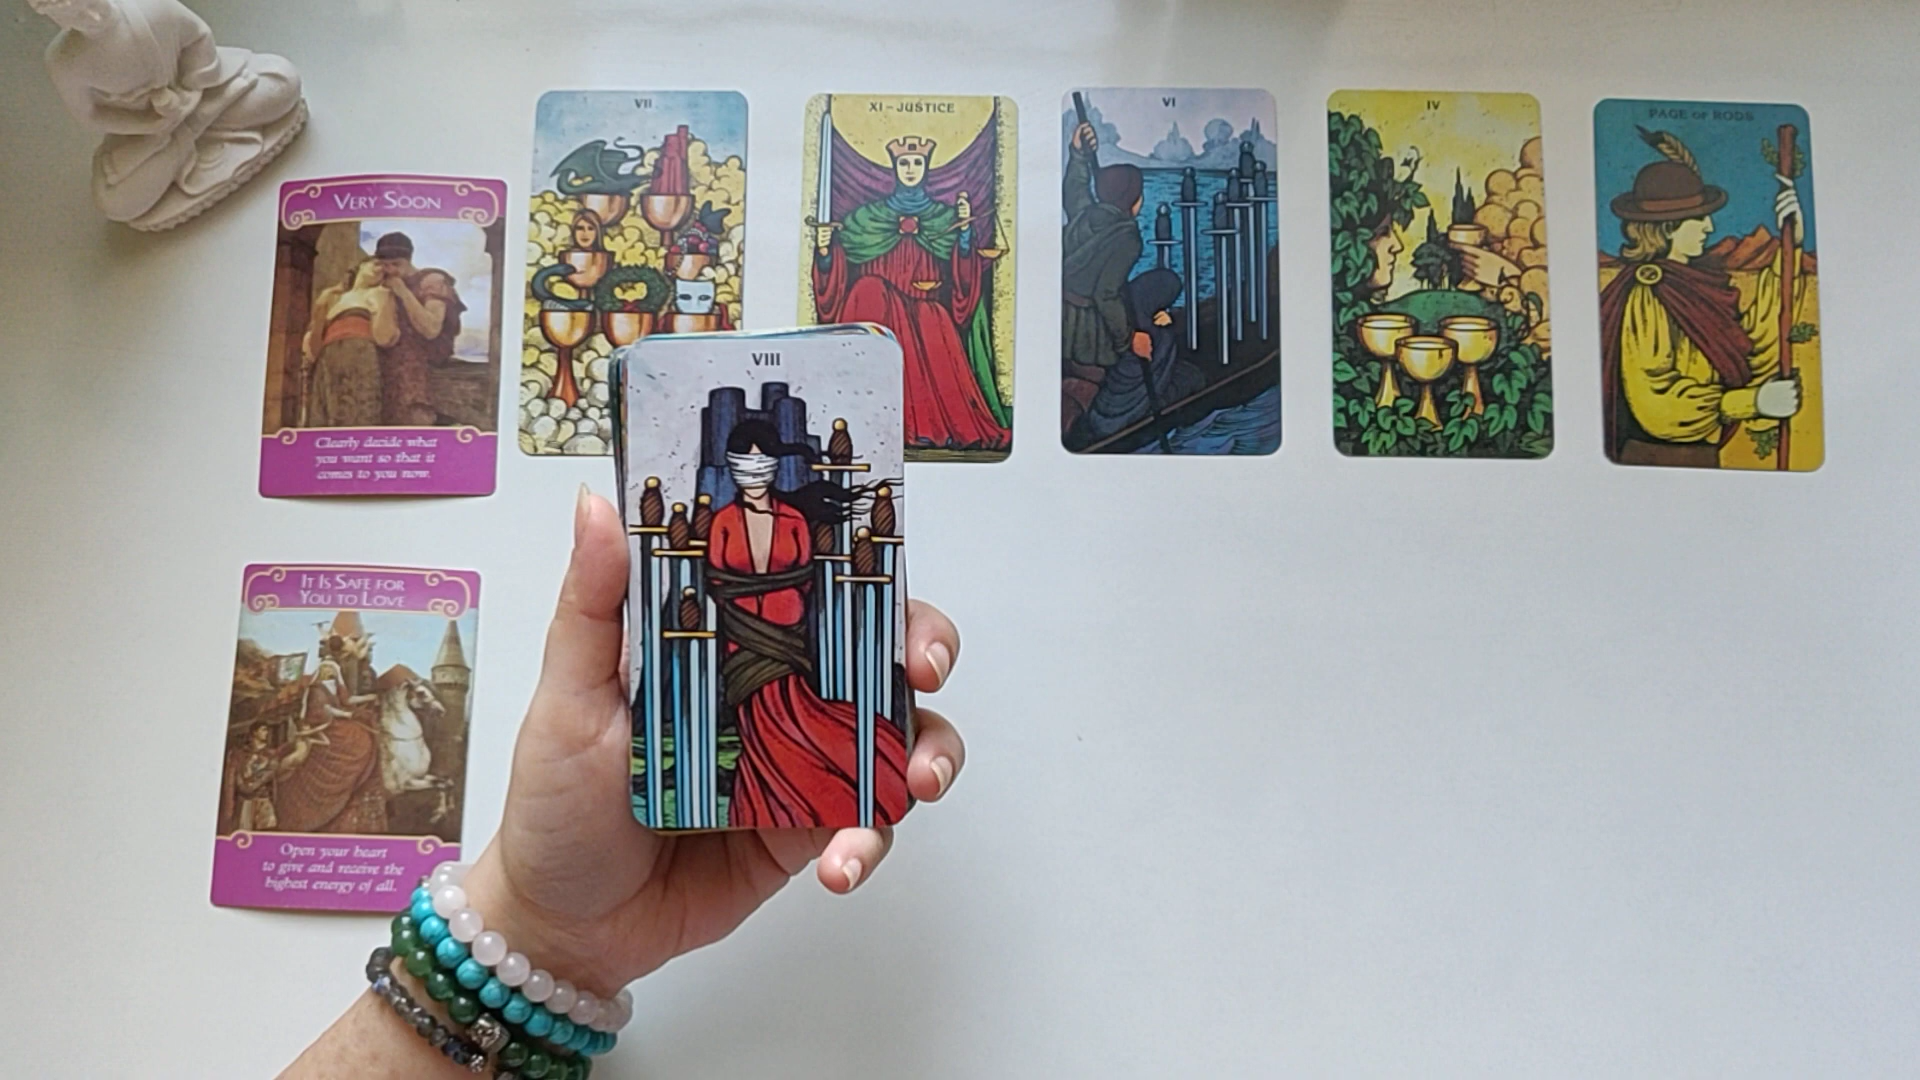 VII
XI-JUSTICE
VI
IV
PAGE OF RODS
VERY SOON
Clearly decide what
you want so that it
comes to you now.
VIII
IT IS SAFE FOR
YOU TO LOVE
Open your heart
to give and receive the
highest energy of all.